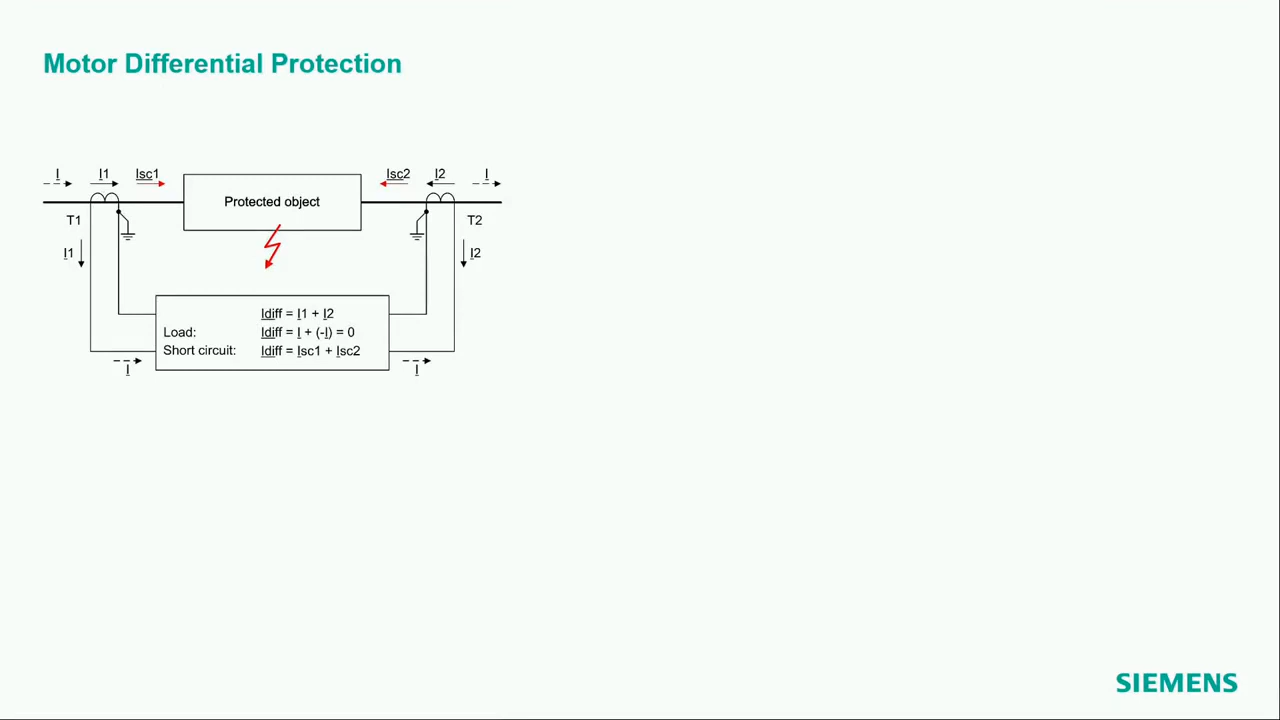 Motor Differential Protection
I I1 Isc1 Isc2 I2 I
Protected object
T1 T2
I1 I2
Idiff = I1 + I2
Load: Idiff = I + (-I) = 0
Short circuit: Idiff = Isc1 + Isc2
I I
SIEMENS